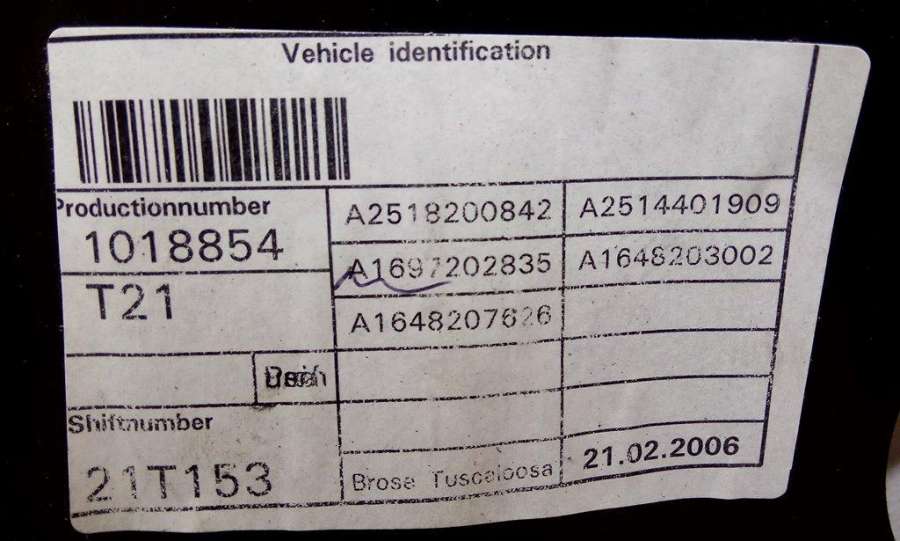 Vehicle identification
Productionnumber
1018854
T21
A2518200842 A2514401909
A1697202835 A1648203002
A1648207626
Shiftnumber
21T153
Brose Tuscaloosa
21.02.2006